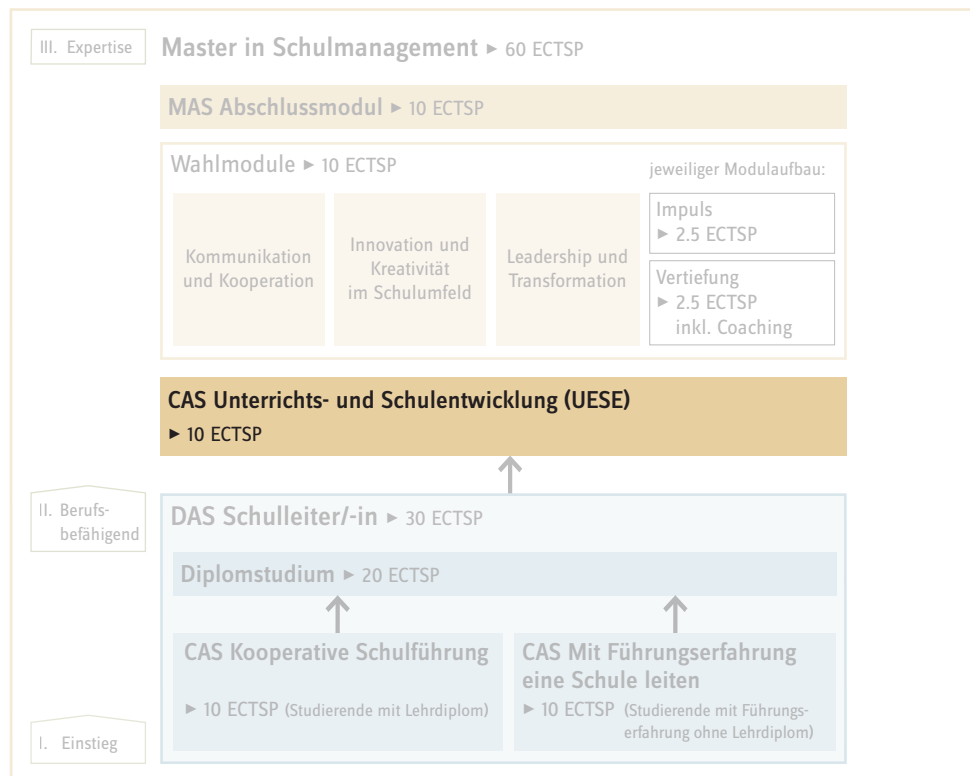 III. Expertise
Master in Schulmanagement ► 60 ECTSP
MAS Abschlussmodul ► 10 ECTSP
Wahlmodule ► 10 ECTSP
jeweiliger Modulaufbau:
Kommunikation
und Kooperation
Innovation und
Kreativität
im Schulumfeld
Leadership und
Transformation
Impuls
► 2.5 ECTSP
Vertiefung
► 2.5 ECTSP
inkl. Coaching
CAS Unterrichts- und Schulentwicklung (UESE)
► 10 ECTSP
II. Berufs-
befähigend
DAS Schulleiter/-in ► 30 ECTSP
Diplomstudium ► 20 ECTSP
CAS Kooperative Schulführung
► 10 ECTSP (Studierende mit Lehrdiplom)
CAS Mit Führungserfahrung
eine Schule leiten
► 10 ECTSP (Studierende mit Führungs-
erfahrung ohne Lehrdiplom)
I. Einstieg